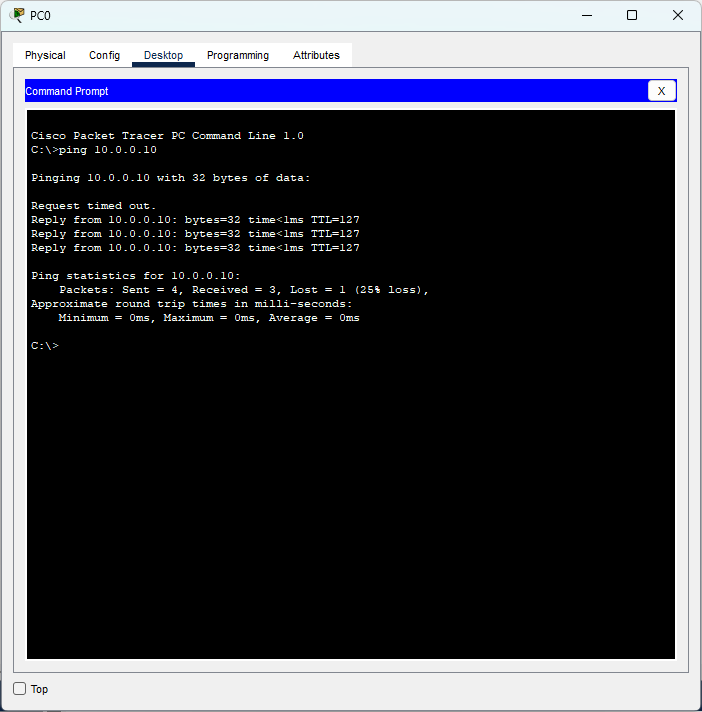 PC0
Physical Config Desktop Programming Attributes
Command Prompt X
Cisco Packet Tracer PC Command Line 1.0
C:\>ping 10.0.0.10
Pinging 10.0.0.10 with 32 bytes of data:
Request timed out.
Reply from 10.0.0.10: bytes=32 time<1ms TTL=127
Reply from 10.0.0.10: bytes=32 time<1ms TTL=127
Reply from 10.0.0.10: bytes=32 time<1ms TTL=127
Ping statistics for 10.0.0.10:
Packets: Sent = 4, Received = 3, Lost = 1 (25% loss),
Approximate round trip times in milli-seconds:
Minimum = 0ms, Maximum = 0ms, Average = 0ms
C:\>
Top